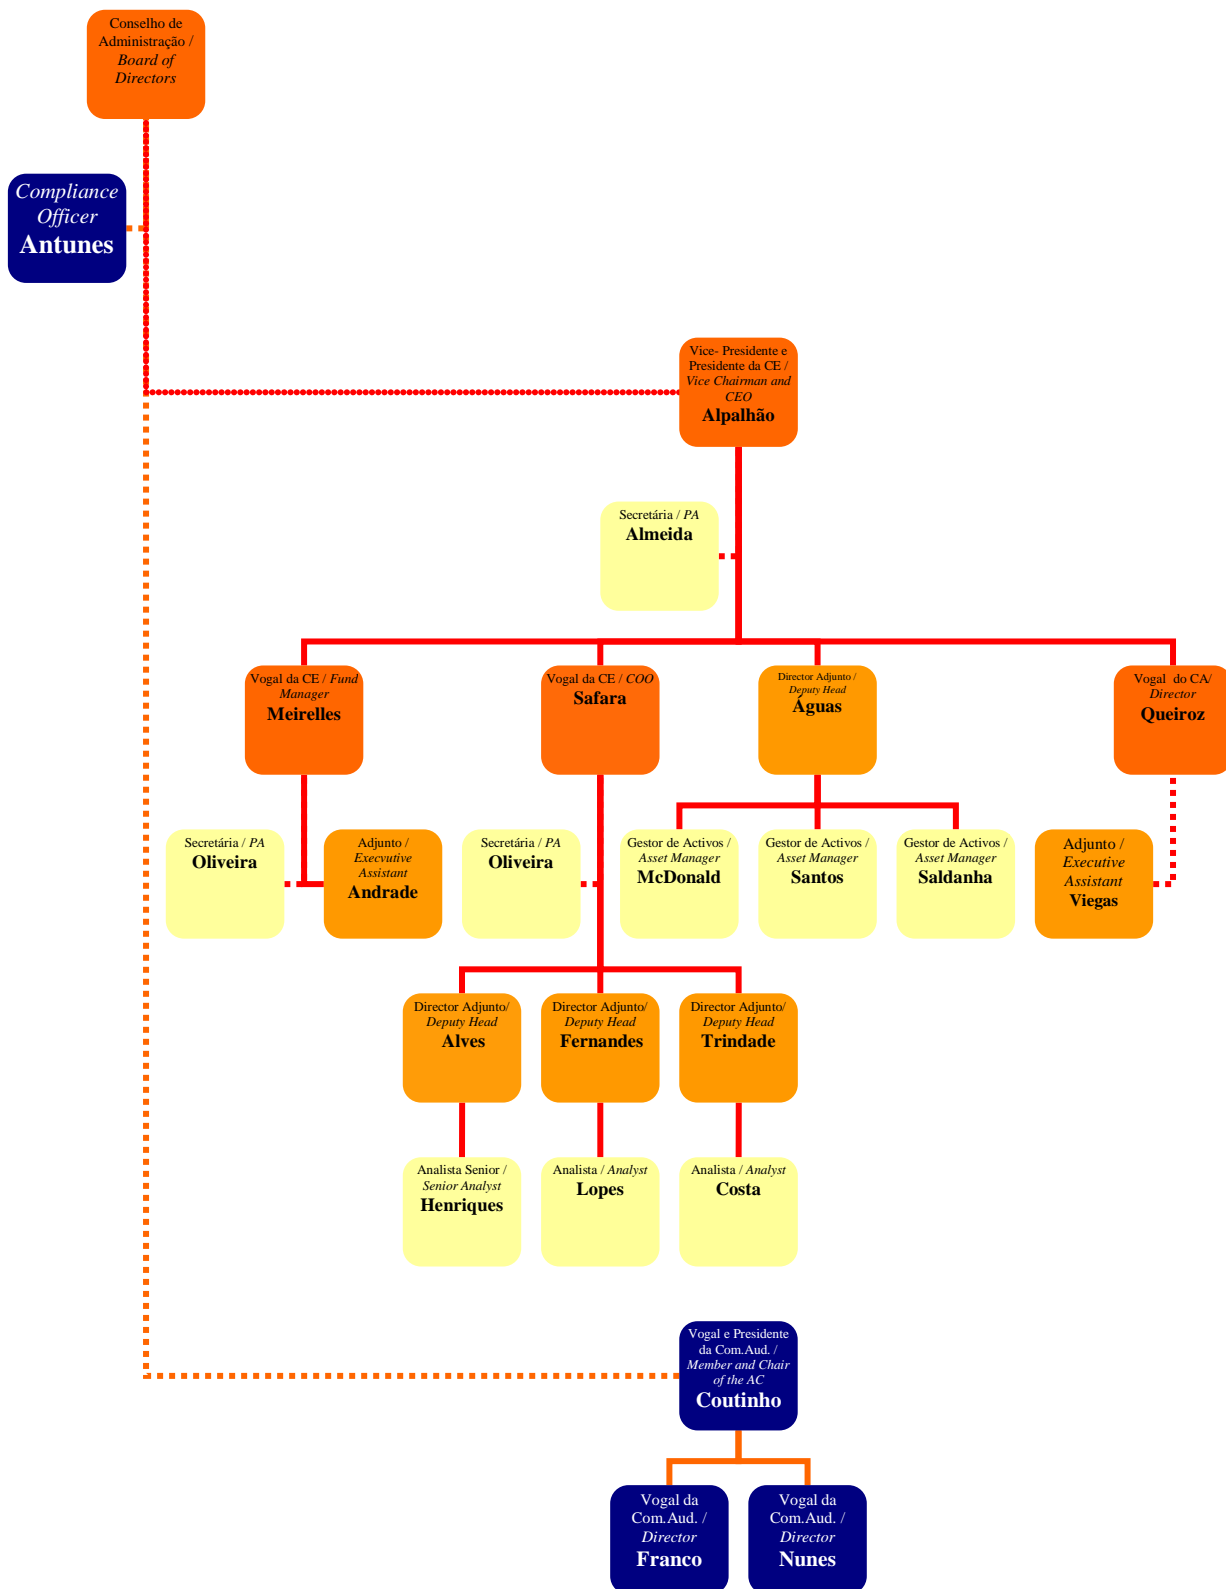 Conselho de
Administração /
Board of
Directors
Compliance
Officer
Antunes
Vice- Presidente e
Presidente da CE /
Vice Chairman and
CEO
Alpalhão
Secretária / PA
Almeida
Vogal da CE / Fund
Manager
Meirelles
Vogal da CE / COO
Safara
Director Adjunto /
Deputy Head
Águas
Vogal do CA/
Director
Queiroz
Secretária / PA
Oliveira
Adjunto /
Execvutive
Assistant
Andrade
Secretária / PA
Oliveira
Gestor de Activos /
Asset Manager
McDonald
Gestor de Activos /
Asset Manager
Santos
Gestor de Activos /
Asset Manager
Saldanha
Adjunto /
Executive
Assistant
Viegas
Director Adjunto/
Deputy Head
Alves
Director Adjunto/
Deputy Head
Fernandes
Director Adjunto/
Deputy Head
Trindade
Analista Senior /
Senior Analyst
Henriques
Analista / Analyst
Lopes
Analista / Analyst
Costa
Vogal e Presidente
da Com.Aud. /
Member and Chair
of the AC
Coutinho
Vogal da
Com.Aud. /
Director
Franco
Vogal da
Com.Aud. /
Director
Nunes